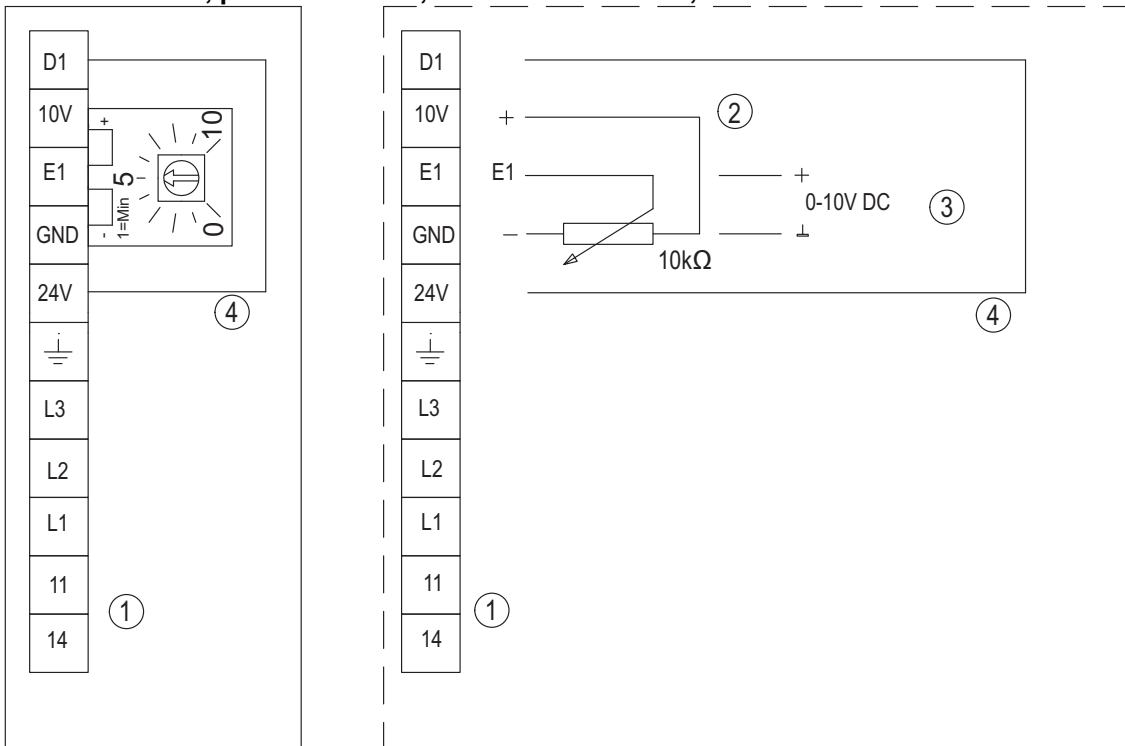 D1
10V
E1
GND
24V
L3
L2
L1
11
14
+
-
1=Min
5
10
0
4
1
D1
10V
E1
GND
24V
L3
L2
L1
11
14
+
E1
–
10kΩ
2
+
0-10V DC
3
4
1